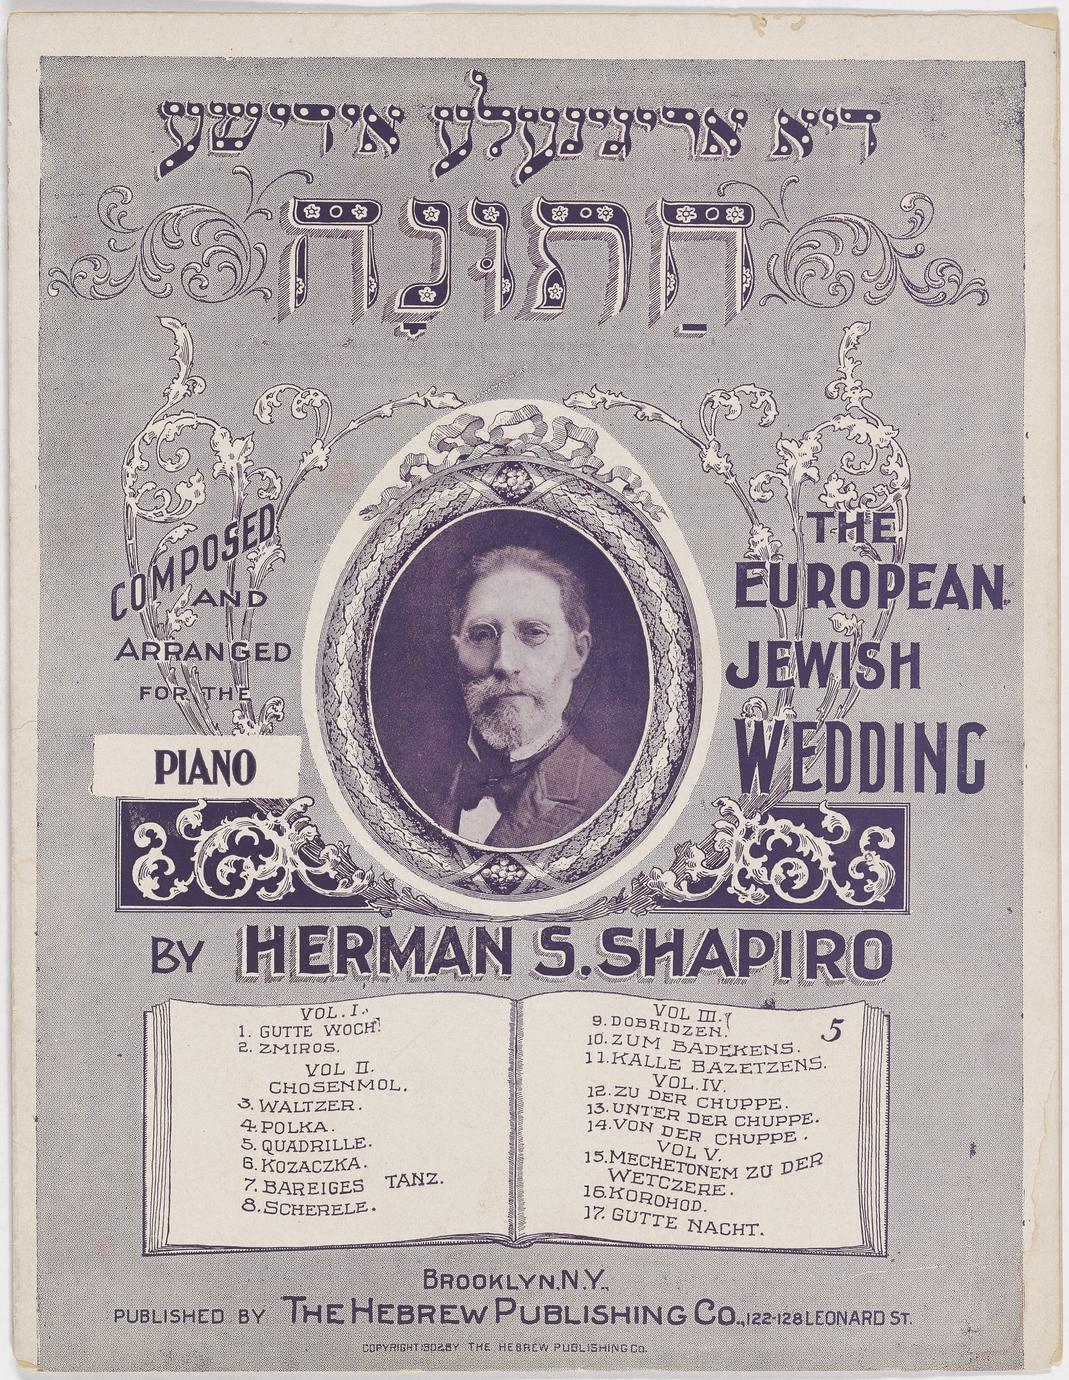 דיא אריגינעלע אידישע
חַתוּנָה
COMPOSED
AND
ARRANGED
FOR THE
PIANO
THE
EUROPEAN
JEWISH
WEDDING
BY HERMAN S. SHAPIRO
VOL. I.
1. GUTTE WOCH!
2. ZMIROS.
VOL II.
CHOSENMOL.
3. WALTZER.
4. POLKA.
5. QUADRILLE.
6. KOZACZKA.
7. BAREIGES TANZ.
8. SCHERELE.
VOL III.
5
9. DOBRIDZEN.
10. ZUM BADEKENS.
11. KALLE BAZETZENS.
VOL. IV.
12. ZU DER CHUPPE.
13. UNTER DER CHUPPE.
14. VON DER CHUPPE.
VOL V.
15. MECHETONEM ZU DER
WETCZERE.
16. KOROHOD.
17. GUTTE NACHT.
BROOKLYN, N.Y.,
PUBLISHED BY THE HEBREW PUBLISHING CO., 122-128 LEONARD ST.
COPYRIGHT 1902 BY THE HEBREW PUBLISHING CO.